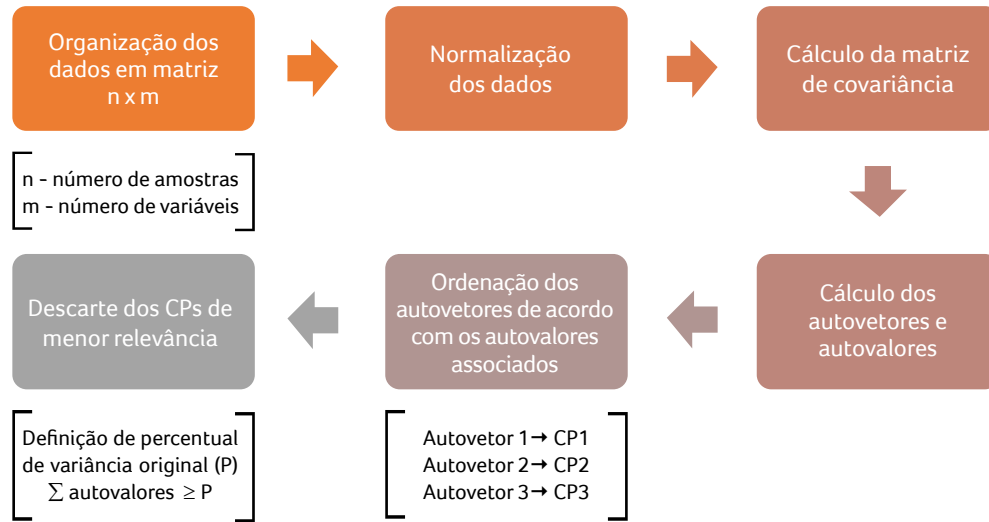 Organização dos
dados em matriz
n x m
Normalização
dos dados
Cálculo da matriz
de covariância
n - número de amostras
m - número de variáveis
Cálculo dos
autovetores e
autovalores
Ordenação dos
autovetores de acordo
com os autovalores
associados
Autovetor 1→ CP1
Autovetor 2→ CP2
Autovetor 3→ CP3
Descarte dos CPs de
menor relevância
Definição de percentual
de variância original (P)
∑ autovalores ≥ P